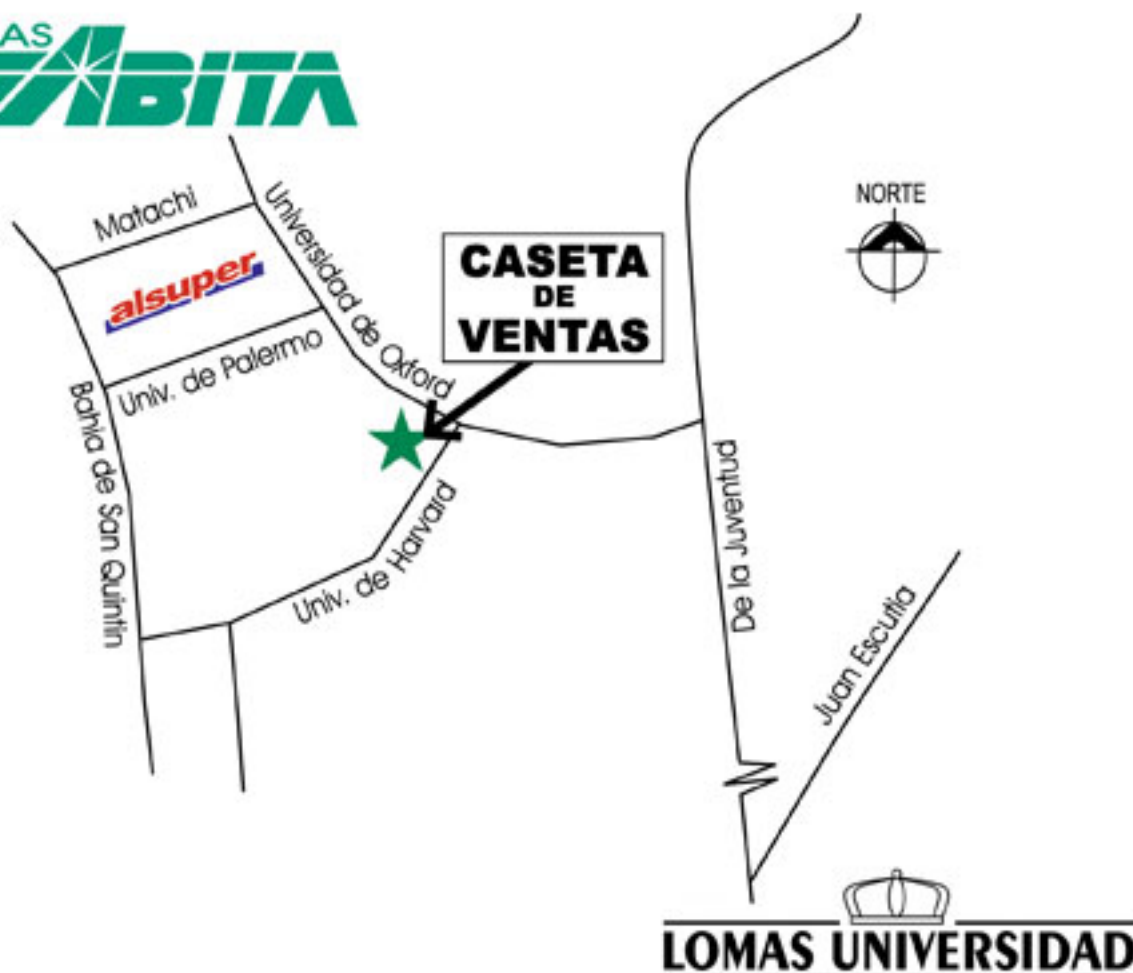 AS
ABITA
Matachi
alsuper
Universidad de Oxford
NORTE
CASETA
DE
VENTAS
Univ. de Palermo
Bahia de San Quintin
Univ. de Harvard
De la Juventud
Juan Escutia
LOMAS UNIVERSIDAD